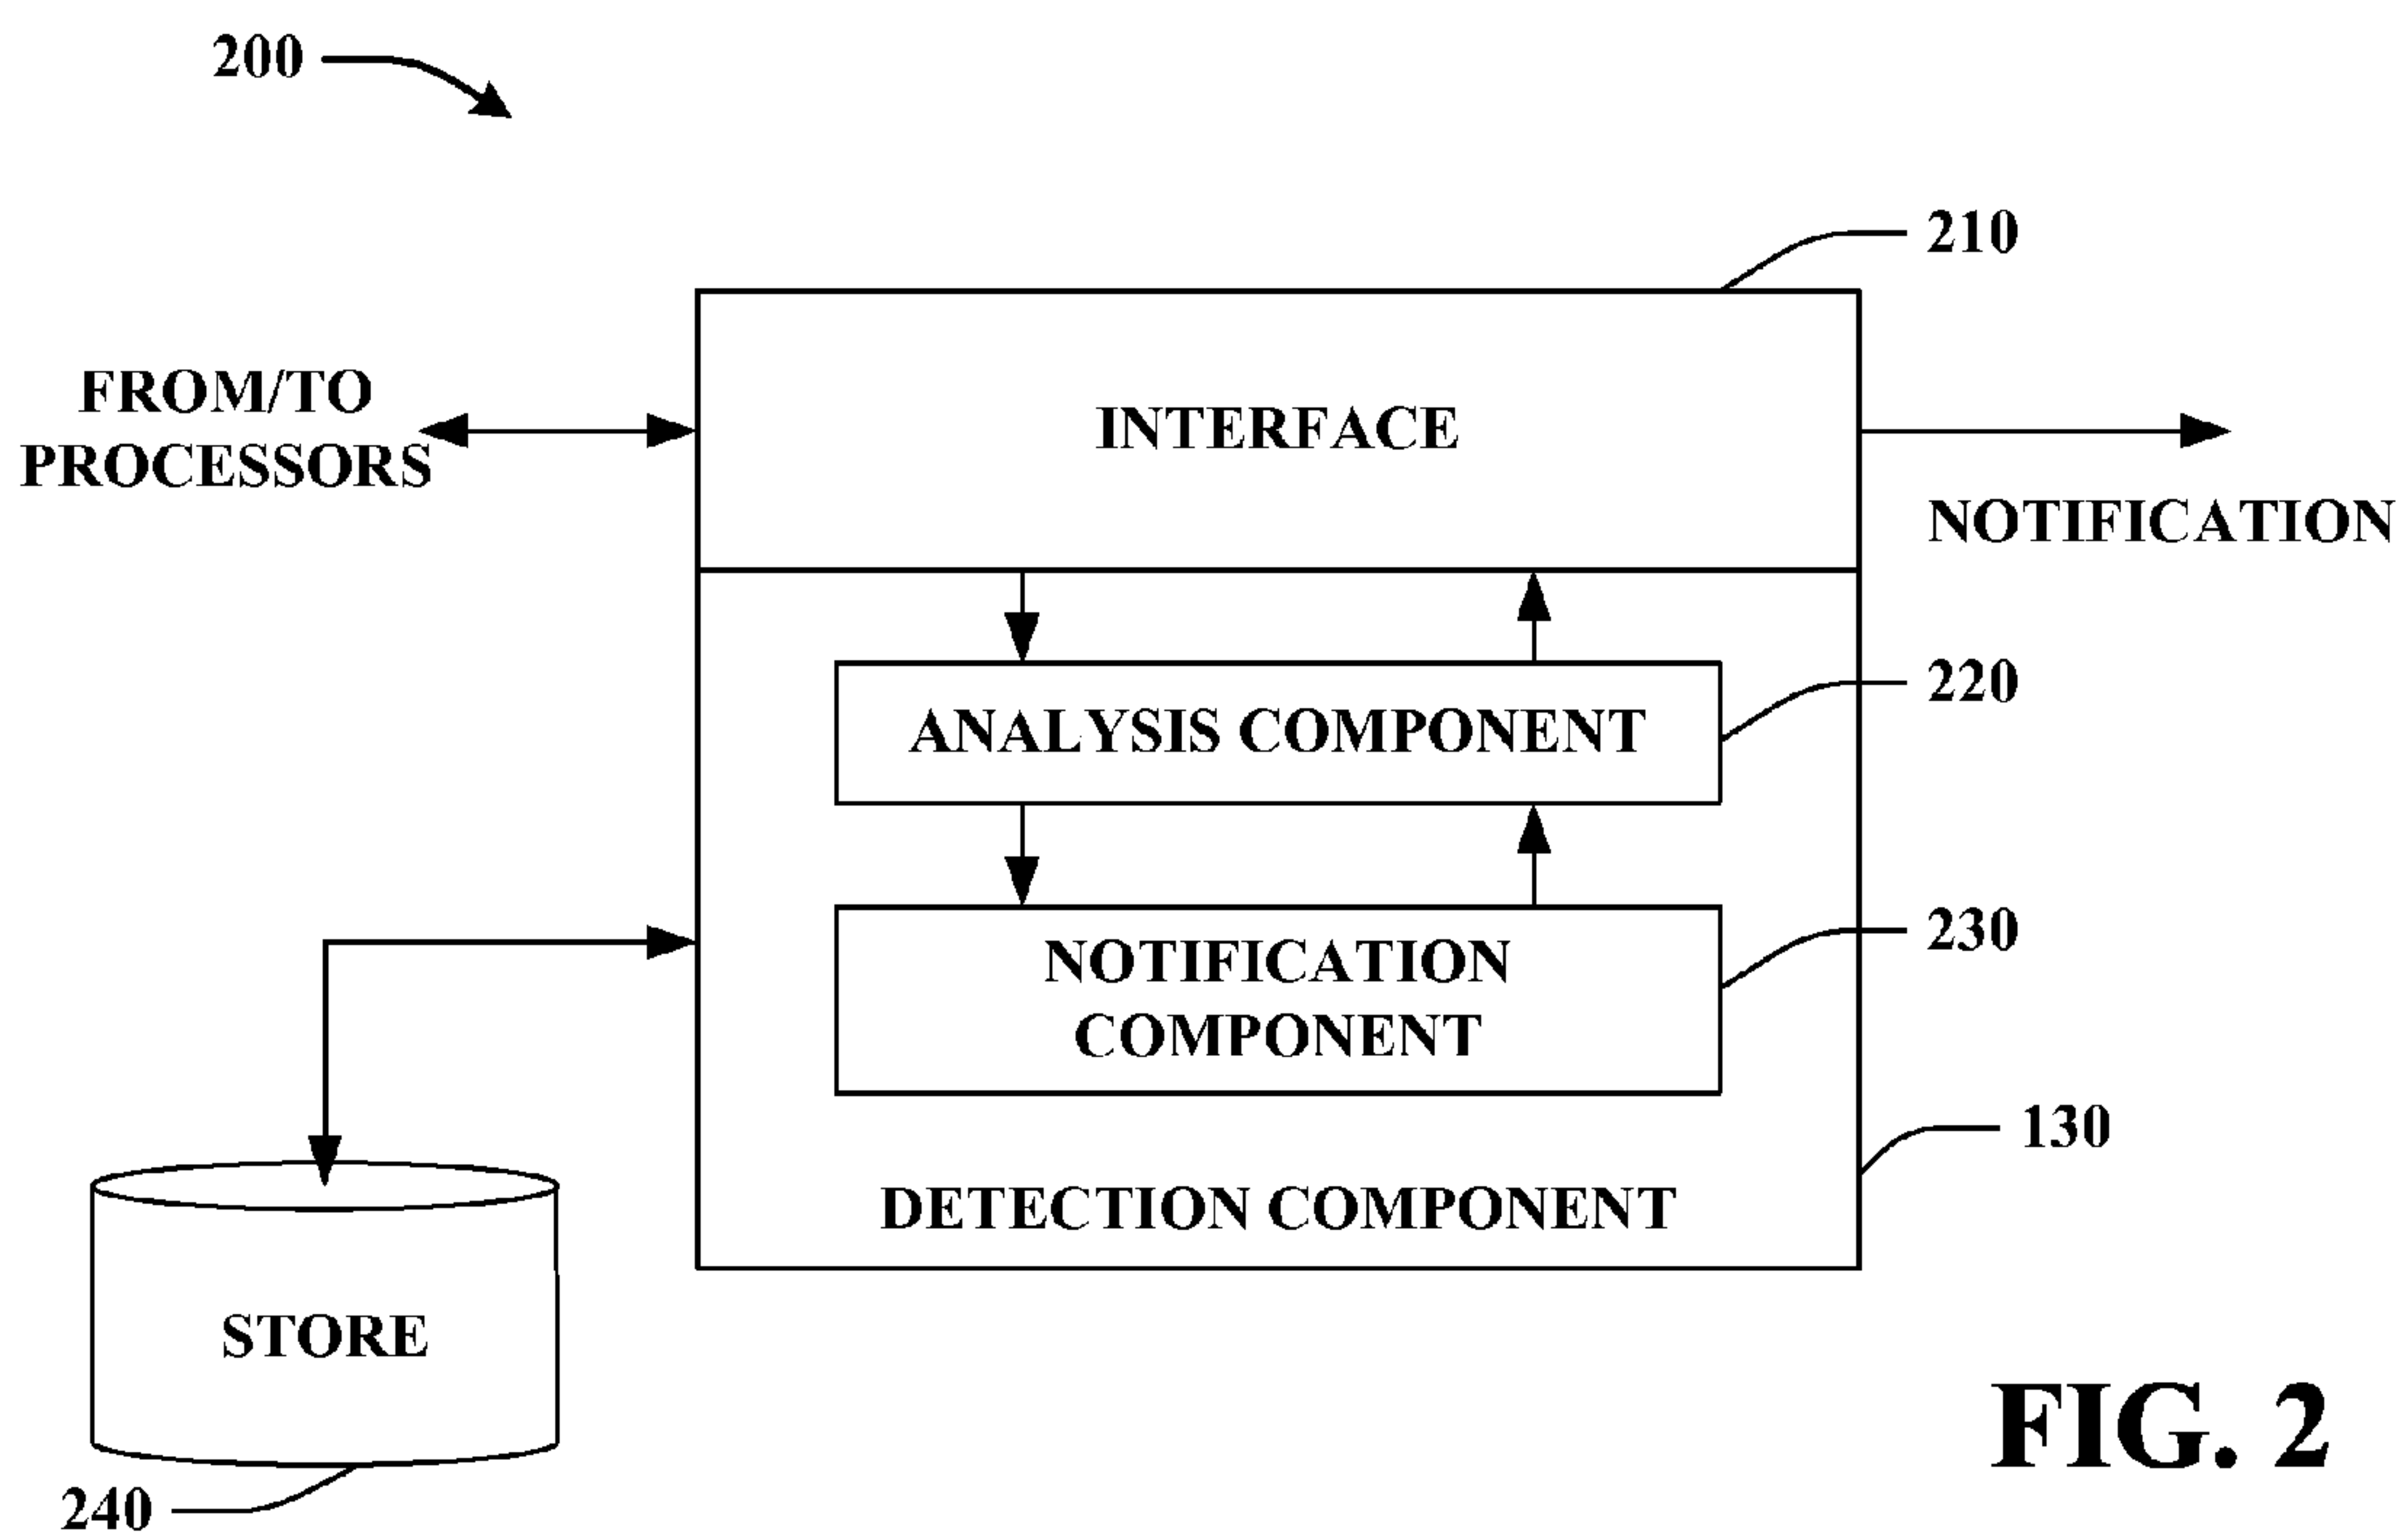 200
210
FROM/TO
PROCESSORS
INTERFACE
NOTIFICATION
220
ANALYSIS COMPONENT
230
NOTIFICATION
COMPONENT
130
DETECTION COMPONENT
STORE
240
FIG. 2